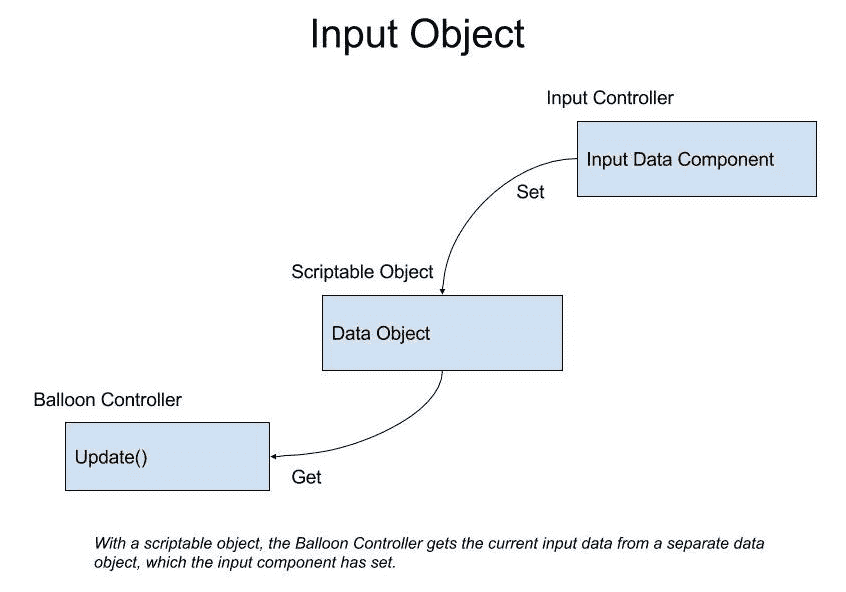 Input Object
Input Controller
Input Data Component
Set
Scriptable Object
Data Object
Balloon Controller
Update()
Get
With a scriptable object, the Balloon Controller gets the current input data from a separate data
object, which the input component has set.